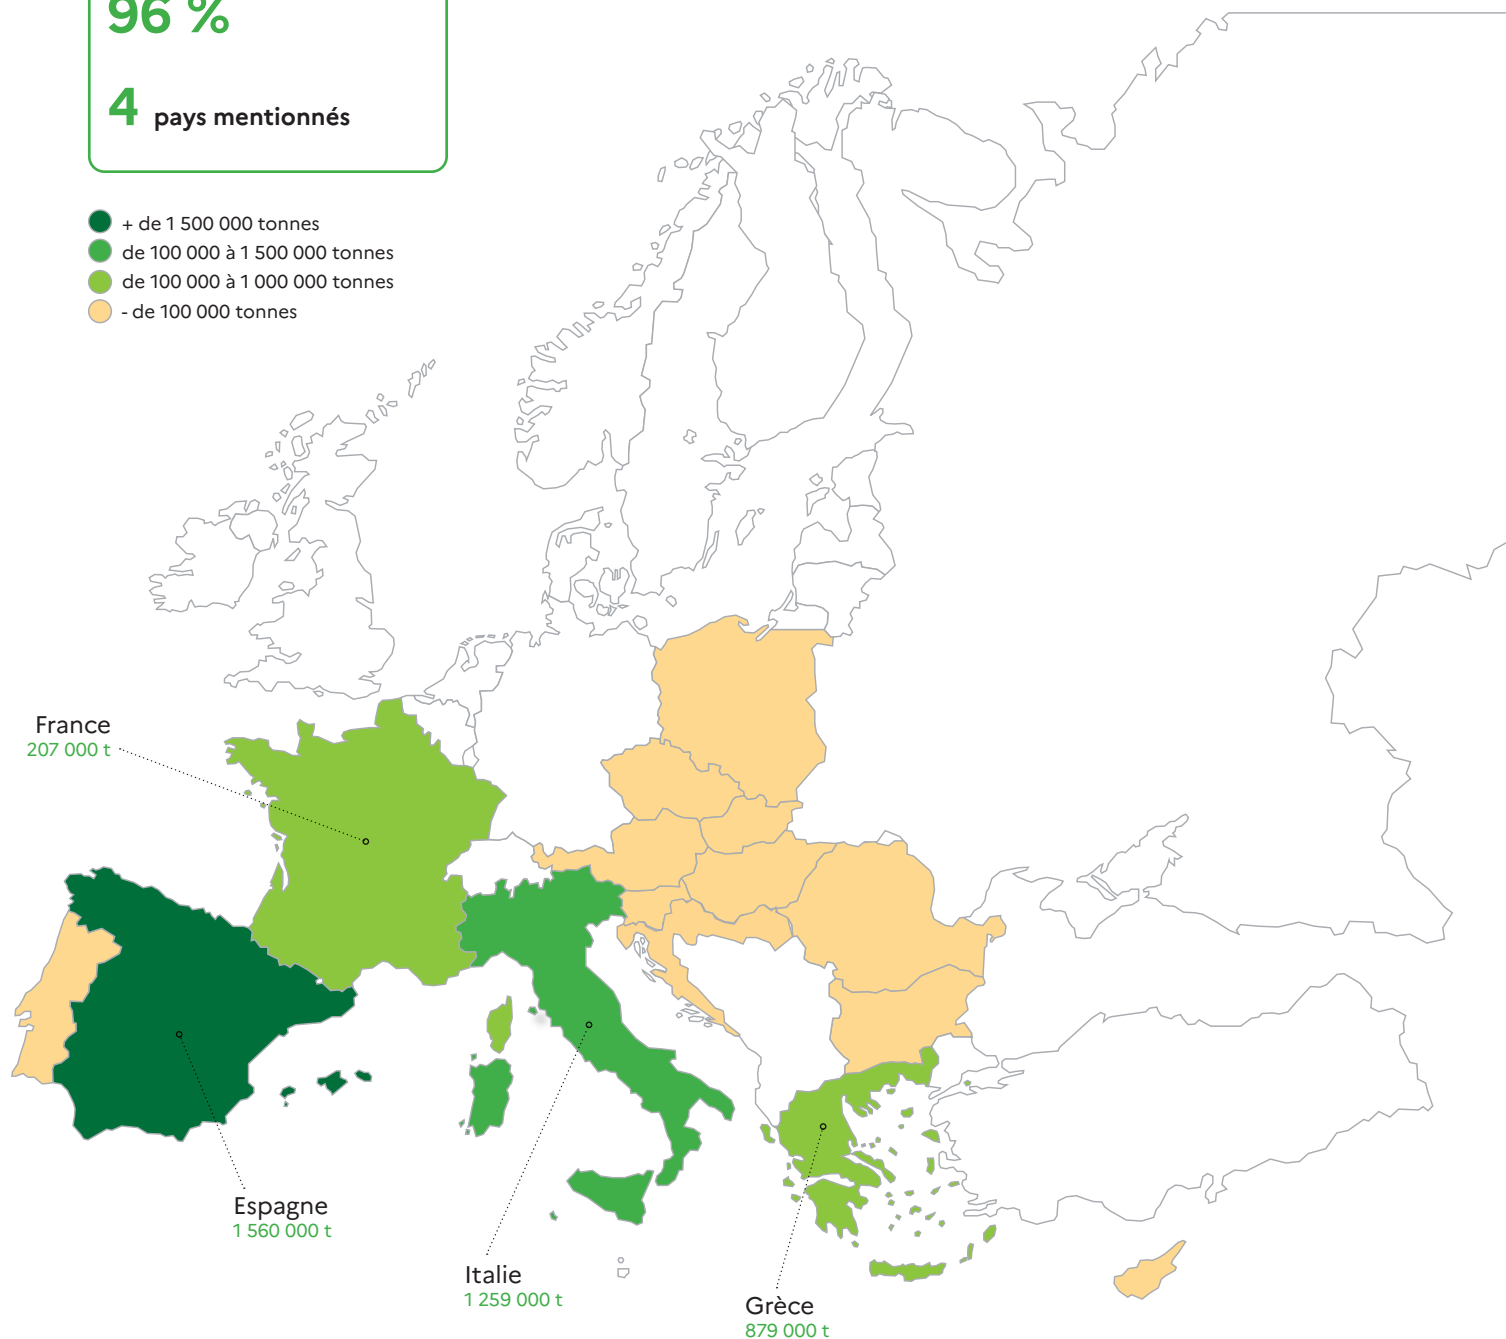 96 %
4 pays mentionnés
+ de 1 500 000 tonnes
de 100 000 à 1 500 000 tonnes
de 100 000 à 1 000 000 tonnes
- de 100 000 tonnes
France
207 000 t
Espagne
1 560 000 t
Italie
1 259 000 t
Grèce
879 000 t